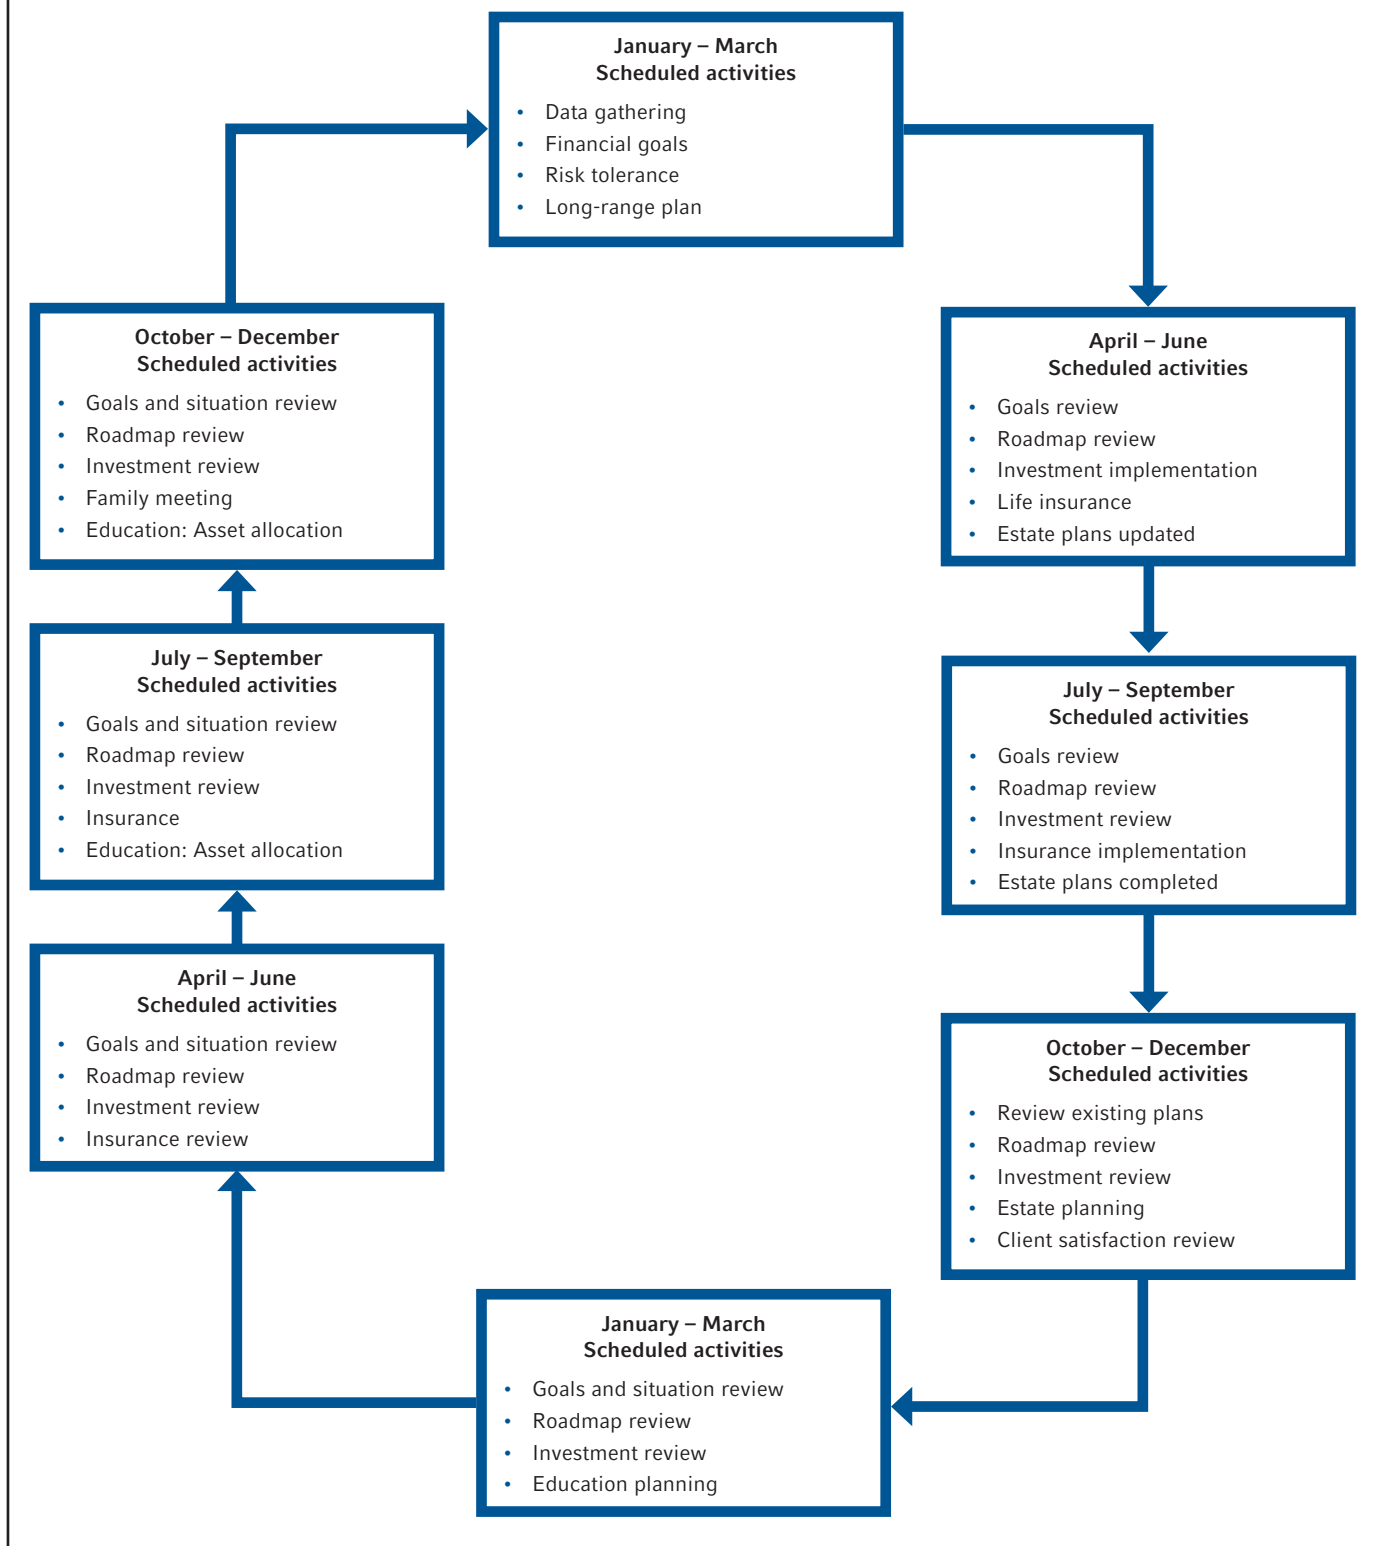 January – March
Scheduled activities
• Data gathering
• Financial goals
• Risk tolerance
• Long-range plan
April – June
Scheduled activities
• Goals review
• Roadmap review
• Investment implementation
• Life insurance
• Estate plans updated
July – September
Scheduled activities
• Goals review
• Roadmap review
• Investment review
• Insurance implementation
• Estate plans completed
October – December
Scheduled activities
• Review existing plans
• Roadmap review
• Investment review
• Estate planning
• Client satisfaction review
January – March
Scheduled activities
• Goals and situation review
• Roadmap review
• Investment review
• Education planning
April – June
Scheduled activities
• Goals and situation review
• Roadmap review
• Investment review
• Insurance review
July – September
Scheduled activities
• Goals and situation review
• Roadmap review
• Investment review
• Insurance
• Education: Asset allocation
October – December
Scheduled activities
• Goals and situation review
• Roadmap review
• Investment review
• Family meeting
• Education: Asset allocation